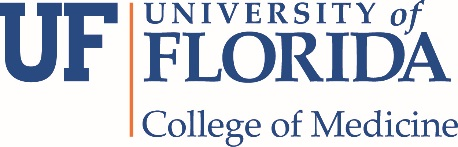 UF
UNIVERSITY of
FLORIDA
College of Medicine